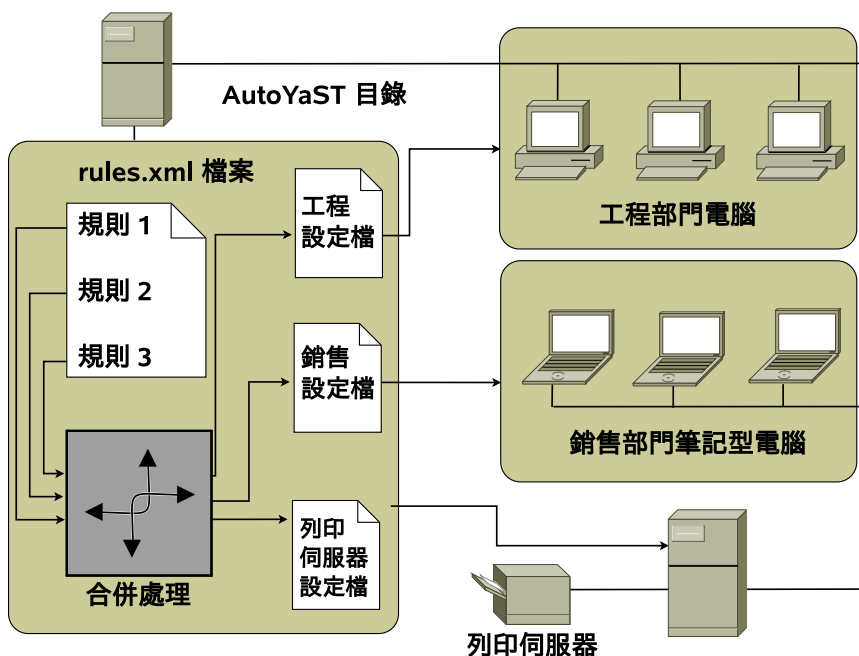 AutoYaST 目錄
rules.xml 檔案
規則 1
規則 2
規則 3
合併處理
工程
設定檔
銷售
設定檔
列印
伺服器
設定檔
工程部門電腦
銷售部門筆記型電腦
列印伺服器